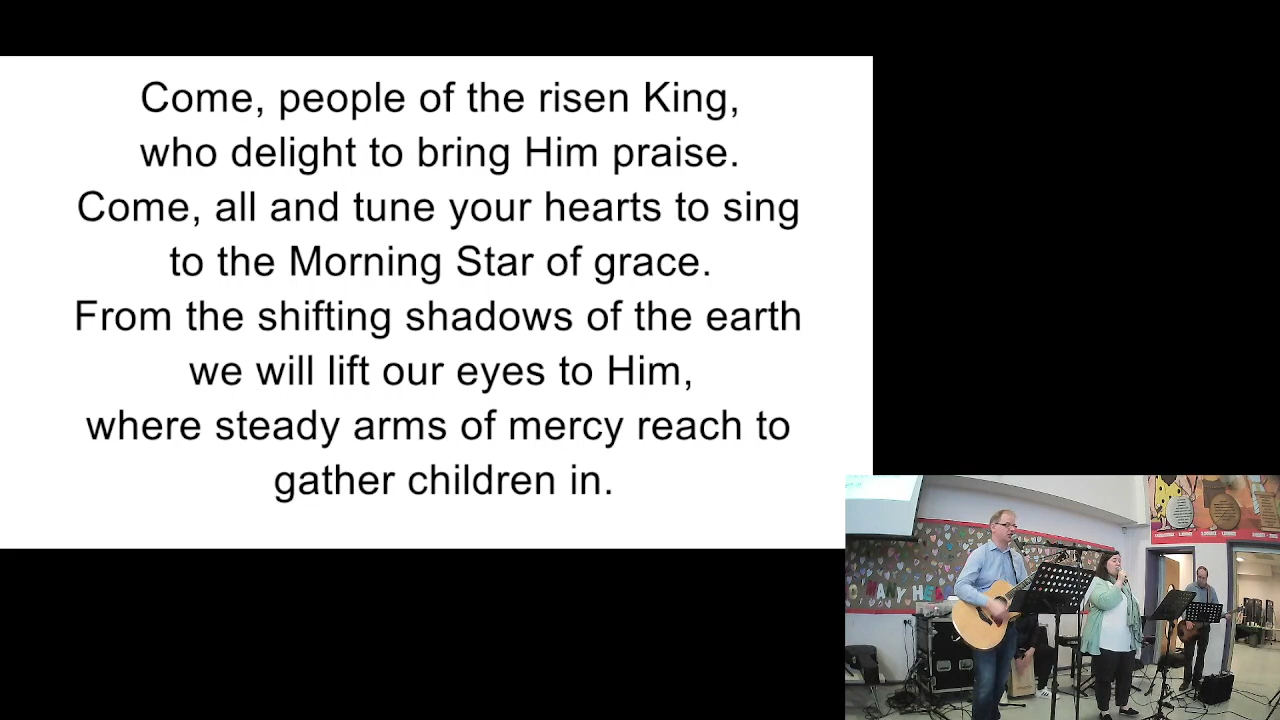 Come, people of the risen King,
who delight to bring Him praise.
Come, all and tune your hearts to sing
to the Morning Star of grace.
From the shifting shadows of the earth
we will lift our eyes to Him,
where steady arms of mercy reach to
gather children in.
MANY